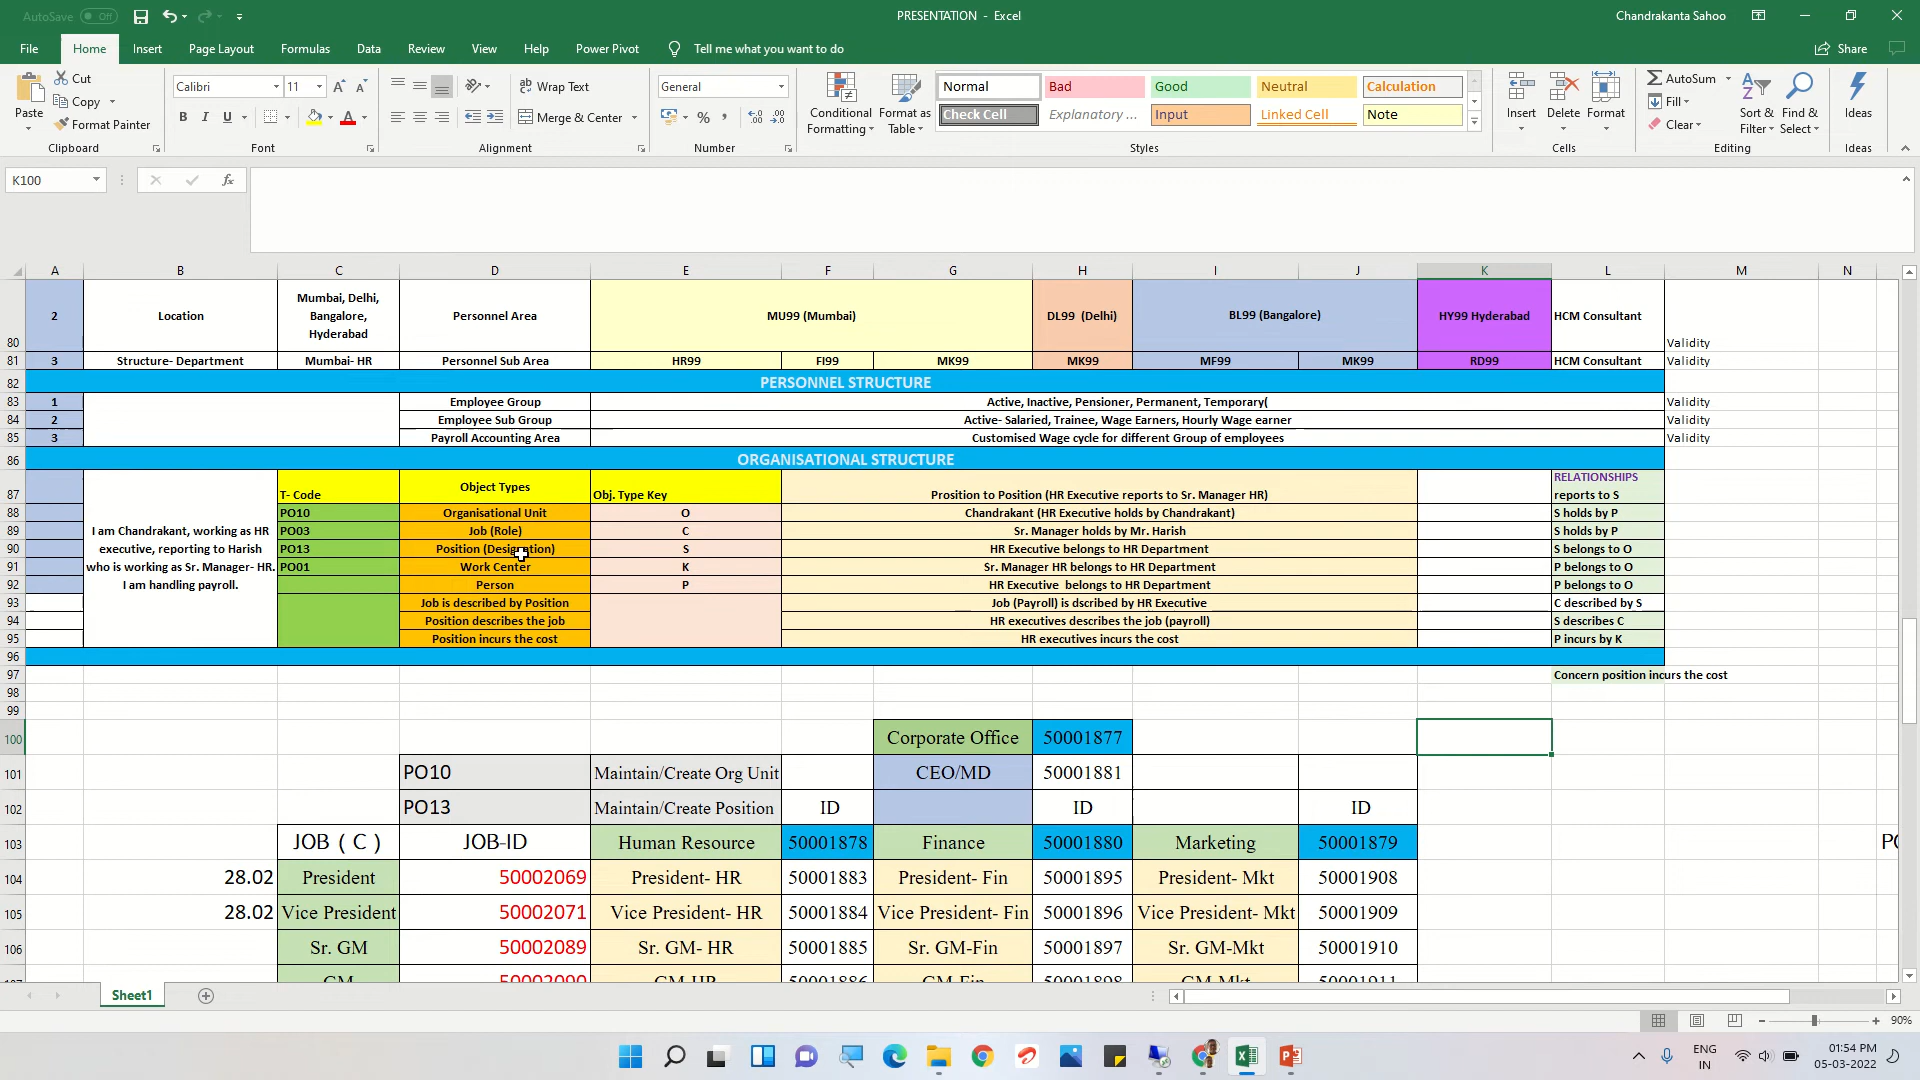 AutoSave Off
PRESENTATION - Excel
Chandrakanta Sahoo
File Home Insert Page Layout Formulas Data Review View Help Power Pivot Tell me what you want to do Share
Paste Cut Copy Format Painter
Calibri 11 A A
B I U A
Wrap Text
Merge & Center
General
% ,
Conditional Formatting
Format as Table
Normal Bad Good Neutral Calculation
Check Cell Explanatory ... Input Linked Cell Note
Insert Delete Format
AutoSum Fill Clear
Sort & Filter
Find & Select
Ideas
Clipboard Font Alignment Number Styles Cells Editing Ideas
K100 fx
A B C D E F G H I J K L M N
80 2 Location Mumbai, Delhi, Bangalore, Hyderabad Personnel Area MU99 (Mumbai) DL99 (Delhi) BL99 (Bangalore) HY99 Hyderabad HCM Consultant Validity
81 3 Structure- Department Mumbai- HR Personnel Sub Area HR99 FI99 MK99 MK99 MF99 MK99 RD99 HCM Consultant Validity
82 PERSONNEL STRUCTURE
83 1 Employee Group Active, Inactive, Pensioner, Permanent, Temporary( Validity
84 2 Employee Sub Group Active- Salaried, Trainee, Wage Earners, Hourly Wage earner Validity
85 3 Payroll Accounting Area Customised Wage cycle for different Group of employees Validity
86 ORGANISATIONAL STRUCTURE
I am Chandrakant, working as HR
executive, reporting to Harish
who is working as Sr. Manager- HR.
I am handling payroll.
87 T- Code Object Types Obj. Type Key Prosition to Position (HR Executive reports to Sr. Manager HR) RELATIONSHIPS reports to S
88 PO10 Organisational Unit O Chandrakant (HR Executive holds by Chandrakant) S holds by P
89 PO03 Job (Role) C Sr. Manager holds by Mr. Harish S holds by P
90 PO13 Position (Designation) S HR Executive belongs to HR Department S belongs to O
91 PO01 Work Center K Sr. Manager HR belongs to HR Department P belongs to O
92 Person P HR Executive belongs to HR Department P belongs to O
93 Job is described by Position Job (Payroll) is dscribed by HR Executive C described by S
94 Position describes the job HR executives describes the job (payroll) S describes C
95 Position incurs the cost HR executives incurs the cost P incurs by K
96
97 Concern position incurs the cost
98
99
100 Corporate Office 50001877
101 PO10 Maintain/Create Org Unit CEO/MD 50001881
102 PO13 Maintain/Create Position ID ID ID
103 JOB ( C ) JOB-ID Human Resource 50001878 Finance 50001880 Marketing 50001879
104 28.02 President 50002069 President- HR 50001883 President- Fin 50001895 President- Mkt 50001908
105 28.02 Vice President 50002071 Vice President- HR 50001884 Vice President- Fin 50001896 Vice President- Mkt 50001909
106 Sr. GM 50002089 Sr. GM- HR 50001885 Sr. GM-Fin 50001897 Sr. GM-Mkt 50001910
Sheet1
90%
ENG IN
01:54 PM
05-03-2022